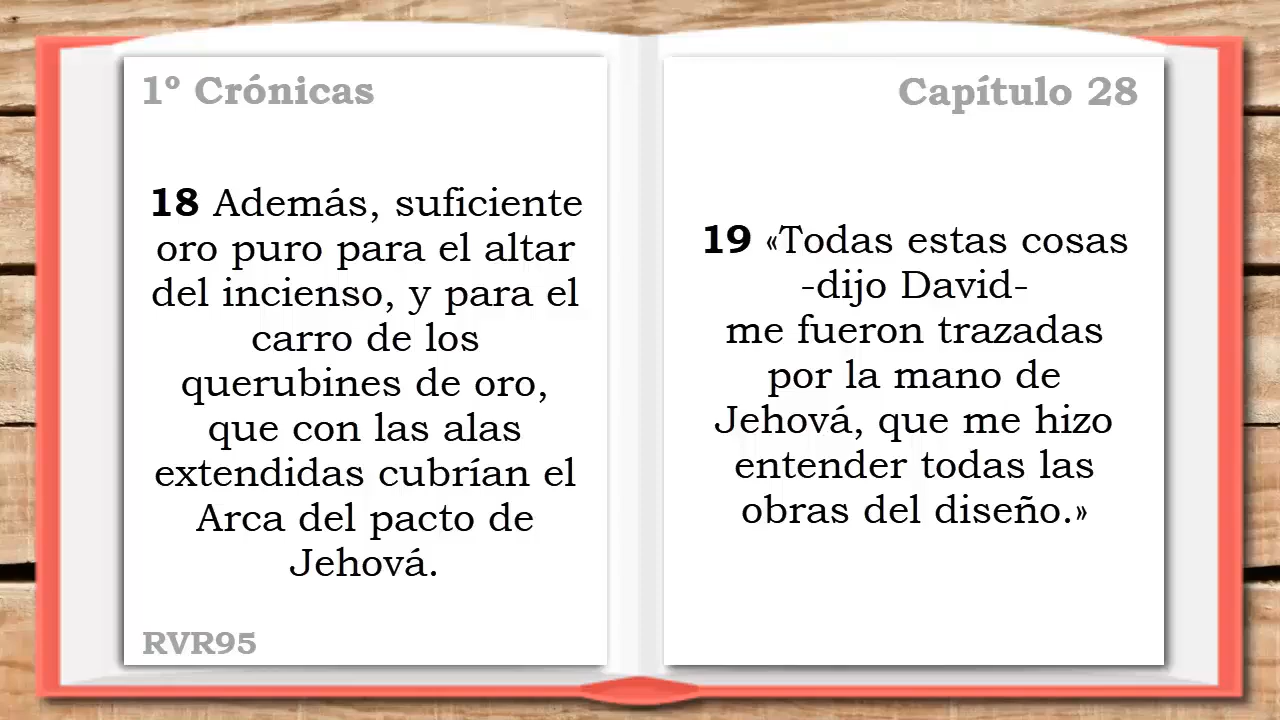 1º Crónicas
18 Además, suficiente
oro puro para el altar
del incienso, y para el
carro de los
querubines de oro,
que con las alas
extendidas cubrían el
Arca del pacto de
Jehová.
RVR95
Capítulo 28
19 «Todas estas cosas
-dijo David-
me fueron trazadas
por la mano de
Jehová, que me hizo
entender todas las
obras del diseño.»